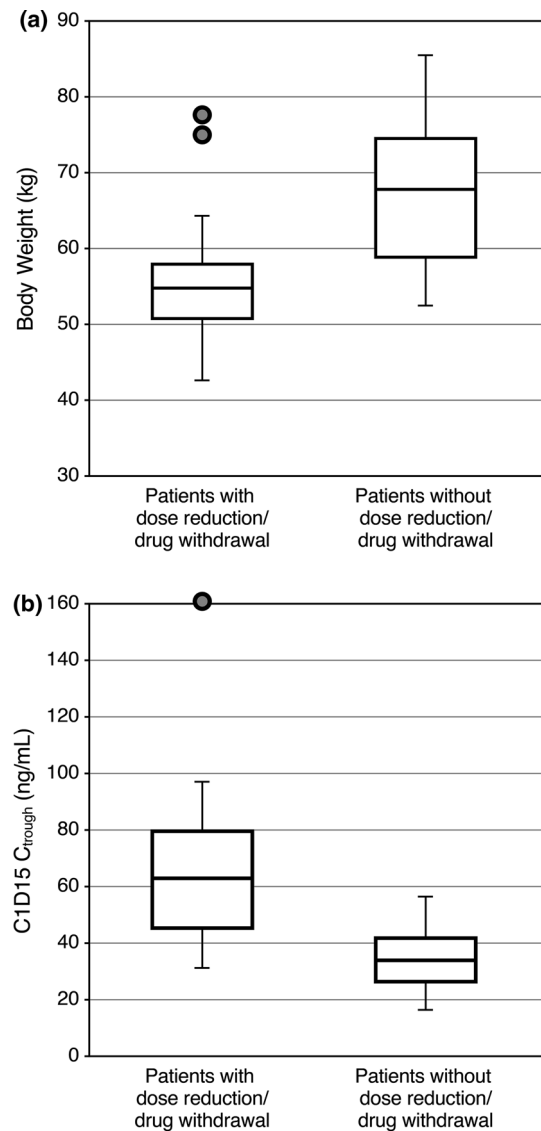 (a)
90
80
70
60
50
40
30
Body Weight (kg)
Patients with
dose reduction/
drug withdrawal
Patients without
dose reduction/
drug withdrawal
(b)
160
140
120
100
80
60
40
20
0
C1D15 Ctrough (ng/mL)
Patients with
dose reduction/
drug withdrawal
Patients without
dose reduction/
drug withdrawal